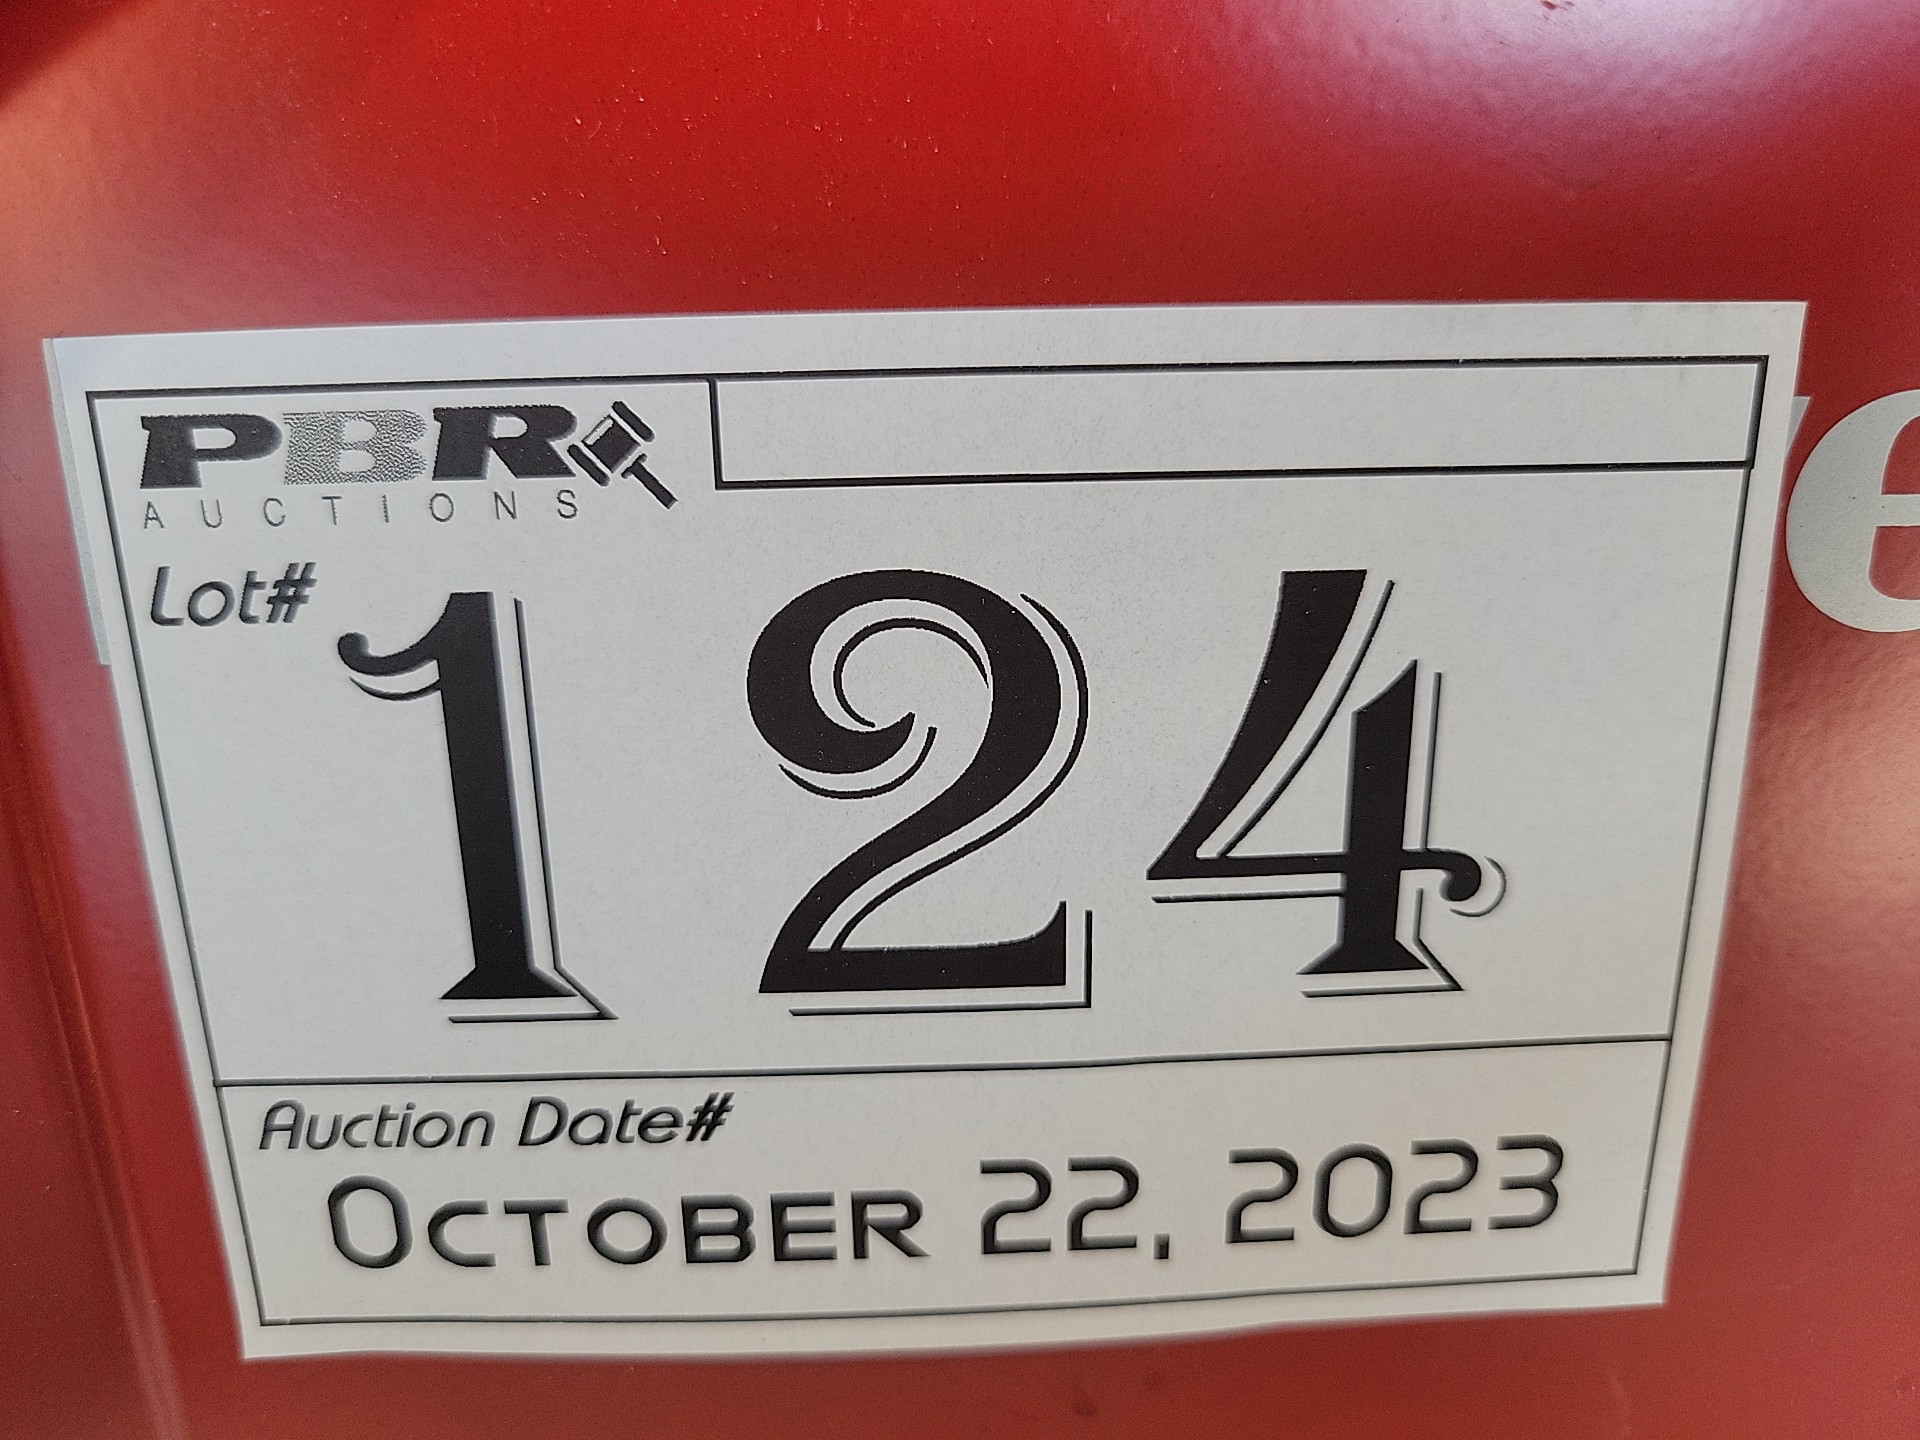 PBR
AUCTIONS
Lot#
124
Auction Date#
October 22, 2023